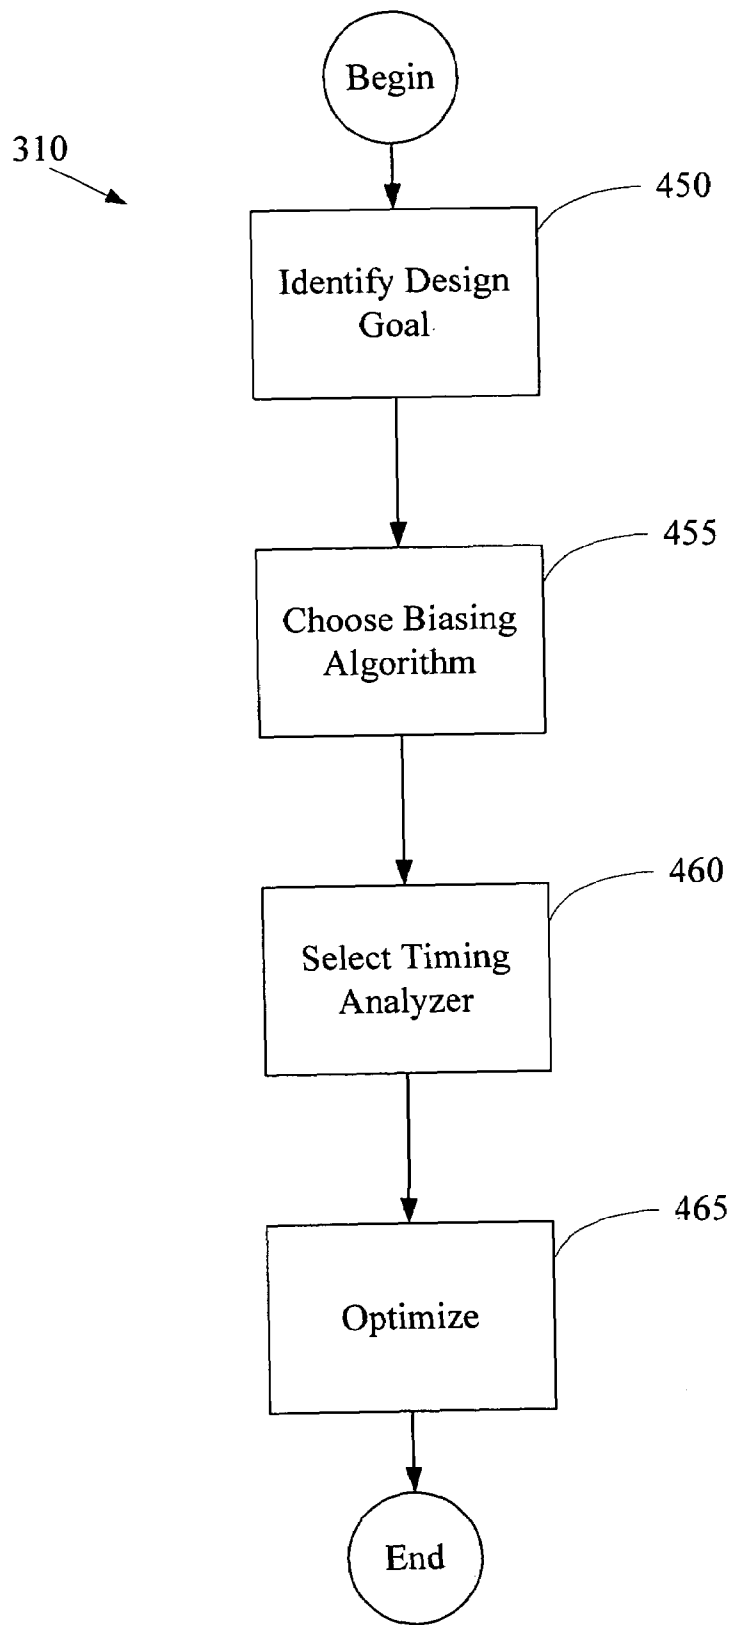 Begin
310
450
Identify Design
Goal
455
Choose Biasing
Algorithm
460
Select Timing
Analyzer
465
Optimize
End